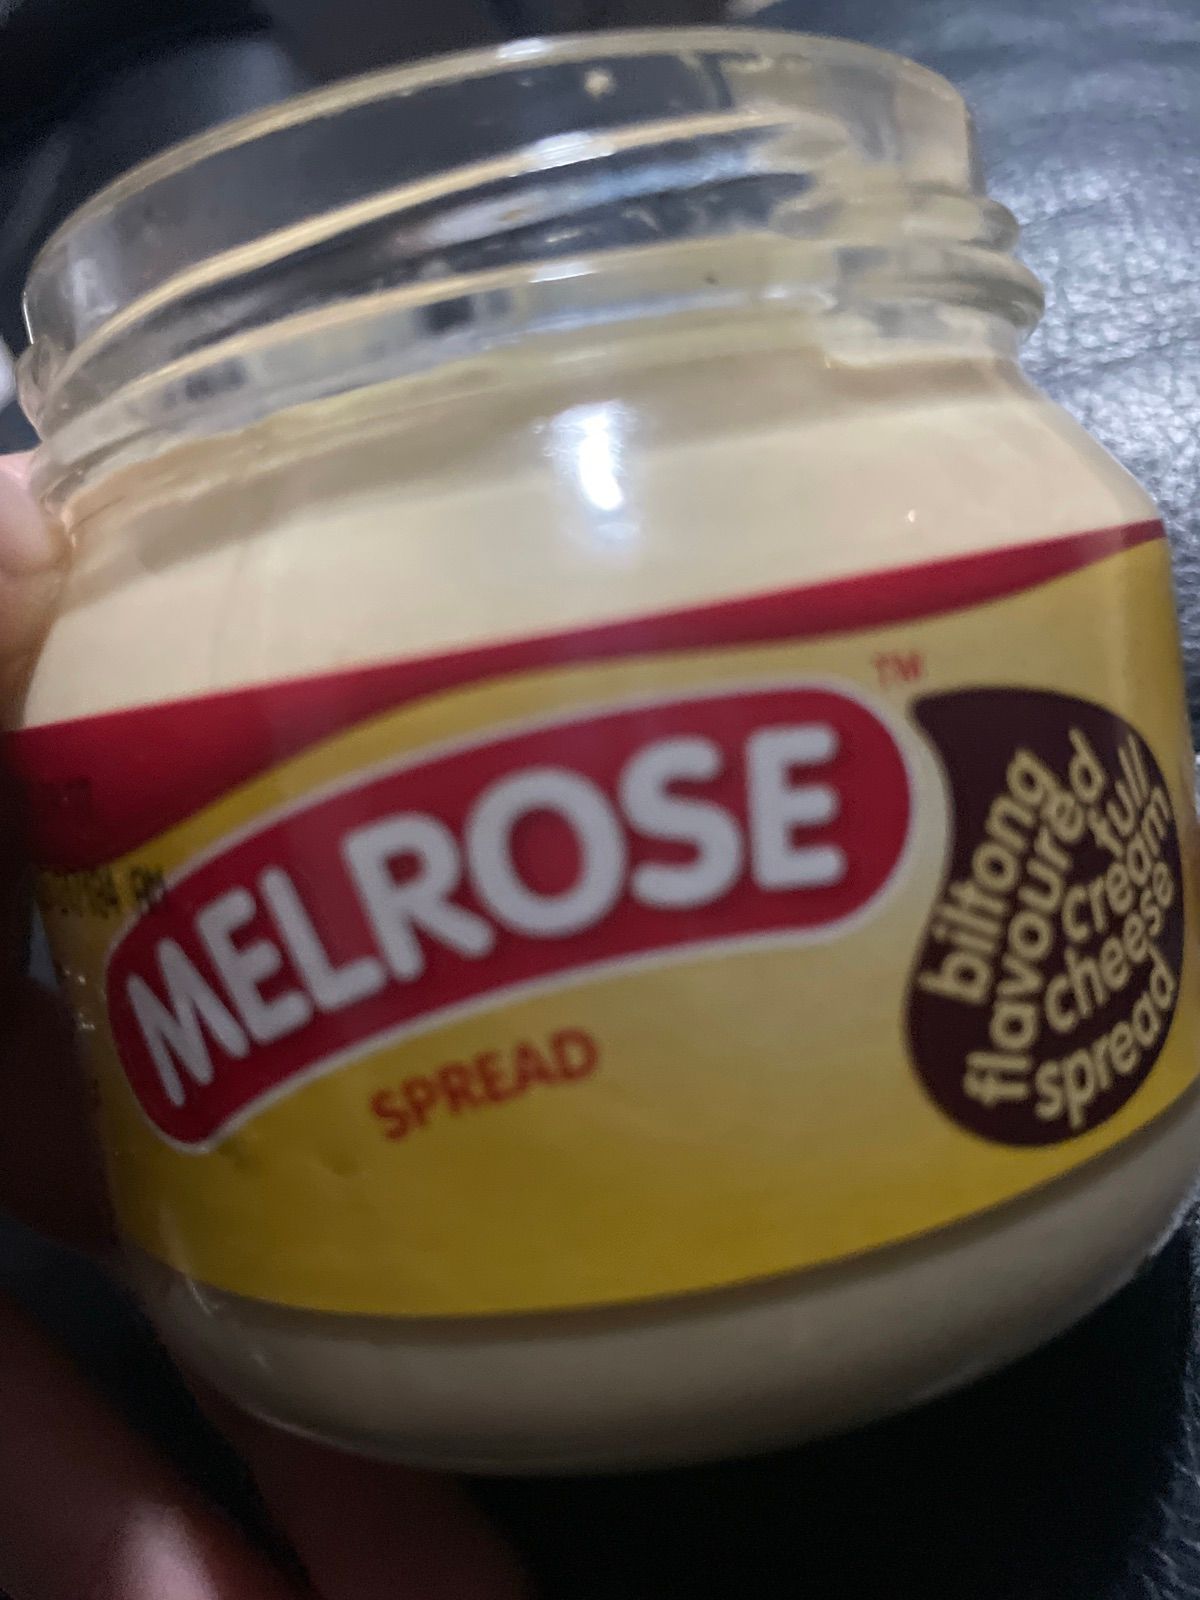 MELROSE
TM
SPREAD
biltong
flavoured
full
cream
cheese
spread